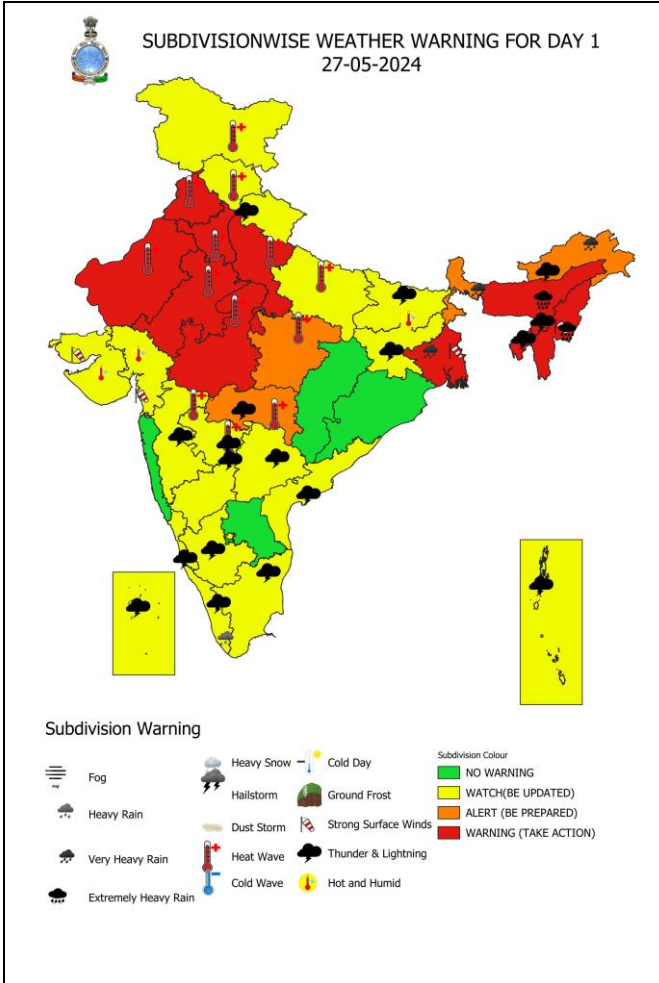 SUBDIVISIONWISE WEATHER WARNING FOR DAY 1
27-05-2024
Subdivision Warning
Fog
Heavy Rain
Very Heavy Rain
Extremely Heavy Rain
Heavy Snow
Hailstorm
Dust Storm
Heat Wave
Cold Wave
Cold Day
Ground Frost
Strong Surface Winds
Thunder & Lightning
Hot and Humid
Subdivision Colour
NO WARNING
WATCH(BE UPDATED)
ALERT (BE PREPARED)
WARNING (TAKE ACTION)